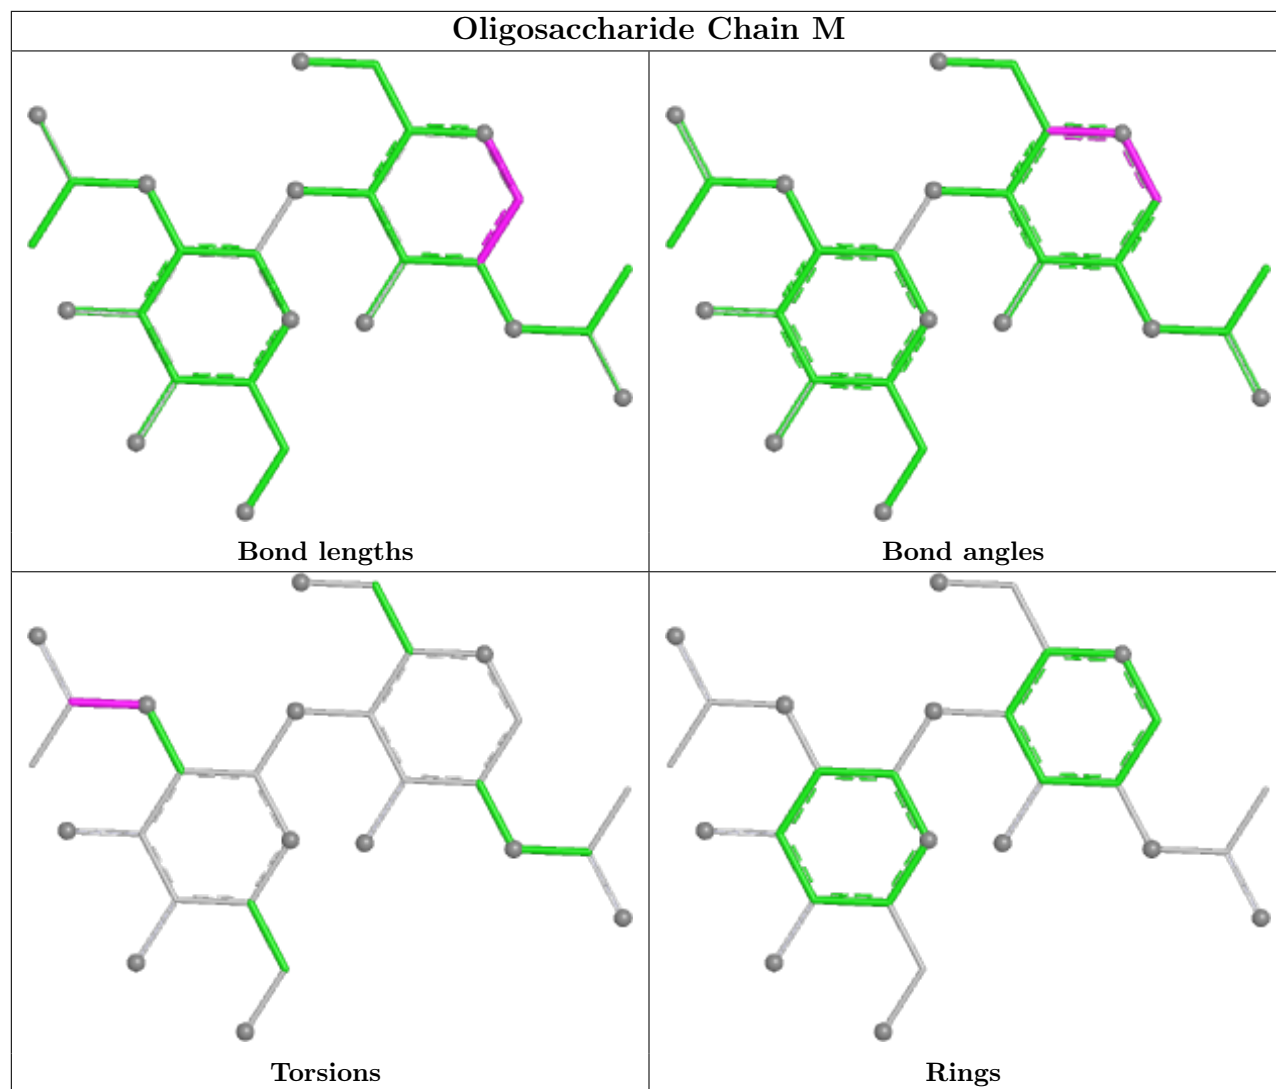 Oligosaccharide Chain M
Bond lengths
Bond angles
Torsions
Rings